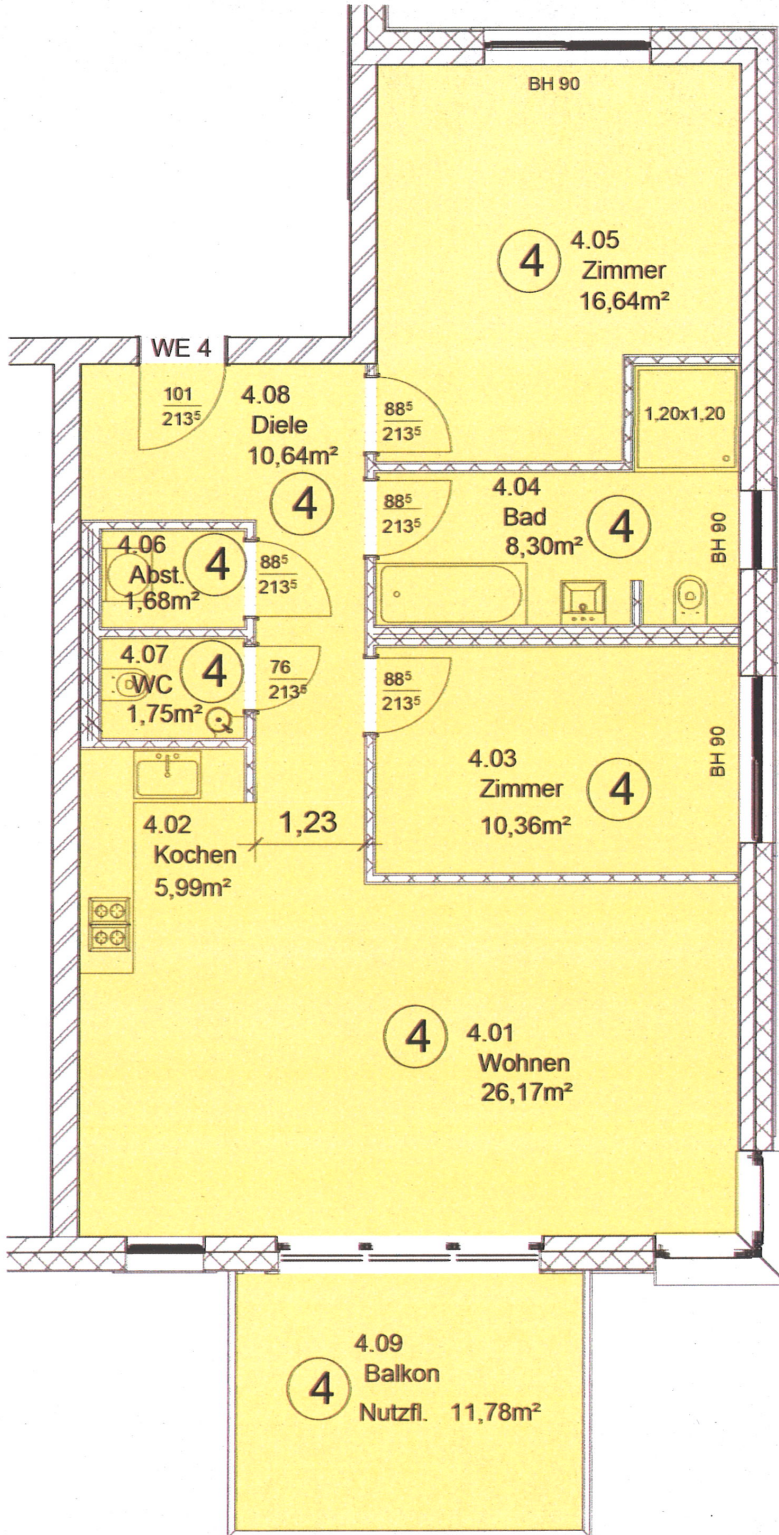 BH 90
4.05
4 Zimmer
16,64m²
WE 4
101
213⁵
4.08
Diele
10,64m²
4
88⁵
213⁵
1,20x1,20
88⁵
213⁵
4.04
Bad
8,30m²
4
BH 90
4.06
Abst.
1,68m²
4
88⁵
213⁵
4.07
WC
1,75m²
4
76
213⁵
88⁵
213⁵
4.03
Zimmer
10,36m²
4
BH 90
4.02
Kochen
5,99m²
1,23
4
4.01
Wohnen
26,17m²
4.09
Balkon
4
Nutzfl. 11,78m²